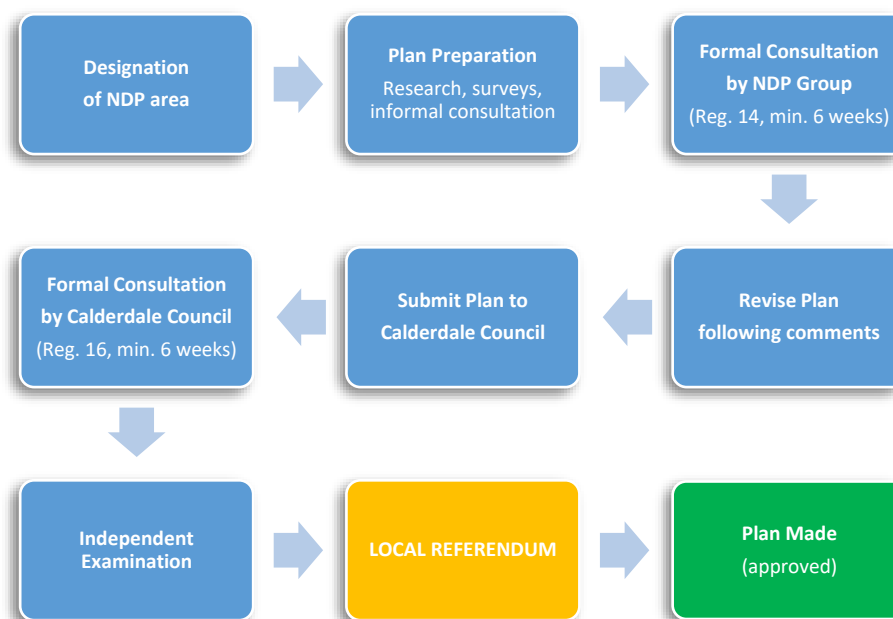 Designation
of NDP area
Plan Preparation
Research, surveys,
informal consultation
Formal Consultation
by NDP Group
(Reg. 14, min. 6 weeks)
Revise Plan
following comments
Submit Plan to
Calderdale Council
Formal Consultation
by Calderdale Council
(Reg. 16, min. 6 weeks)
Independent
Examination
LOCAL REFERENDUM
Plan Made
(approved)